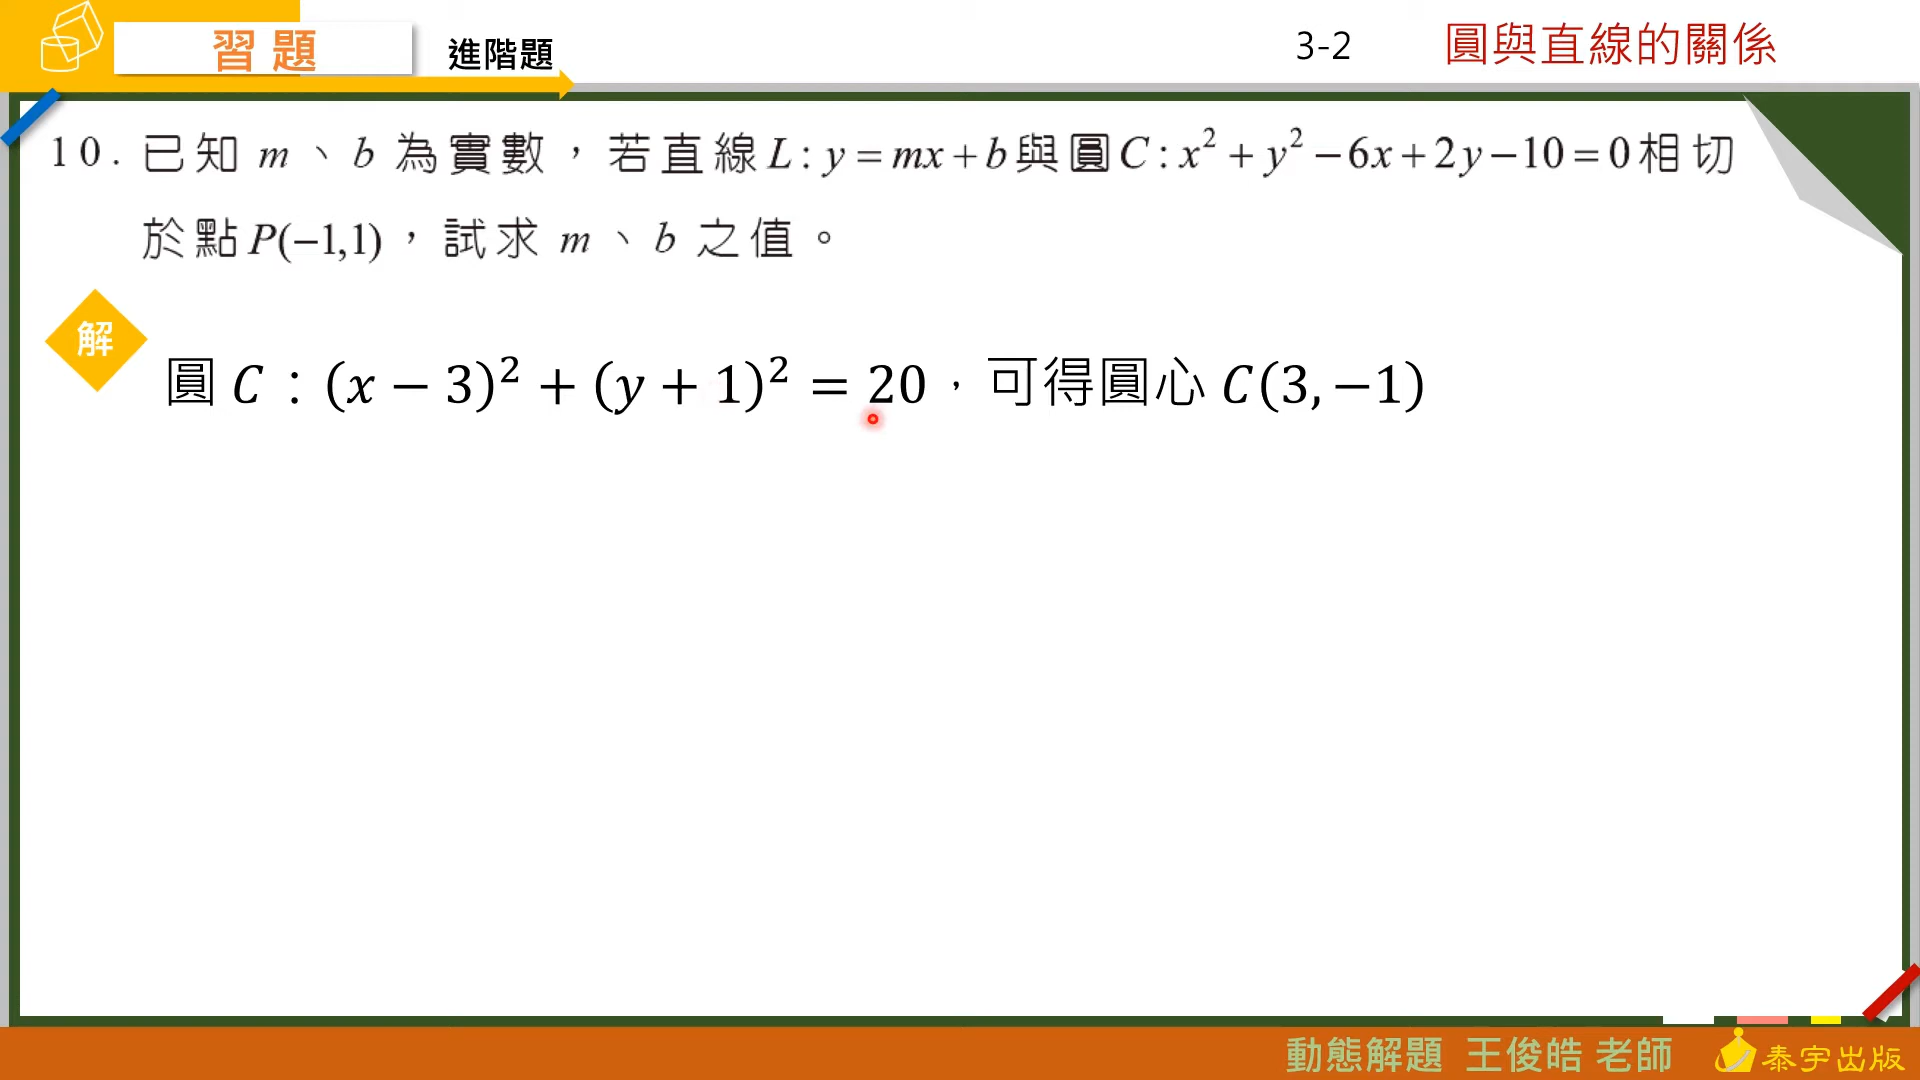 習題 進階題 3-2 圓與直線的關係
10. 已知 m、b 為實數，若直線 L : y = mx + b 與圓 C : x² + y² − 6x + 2y − 10 = 0 相切
於點 P(−1,1)，試求 m、b 之值。
解
圓 C : (x − 3)² + (y + 1)² = 20，可得圓心 C(3, −1)
動態解題 王俊皓 老師 泰宇出版